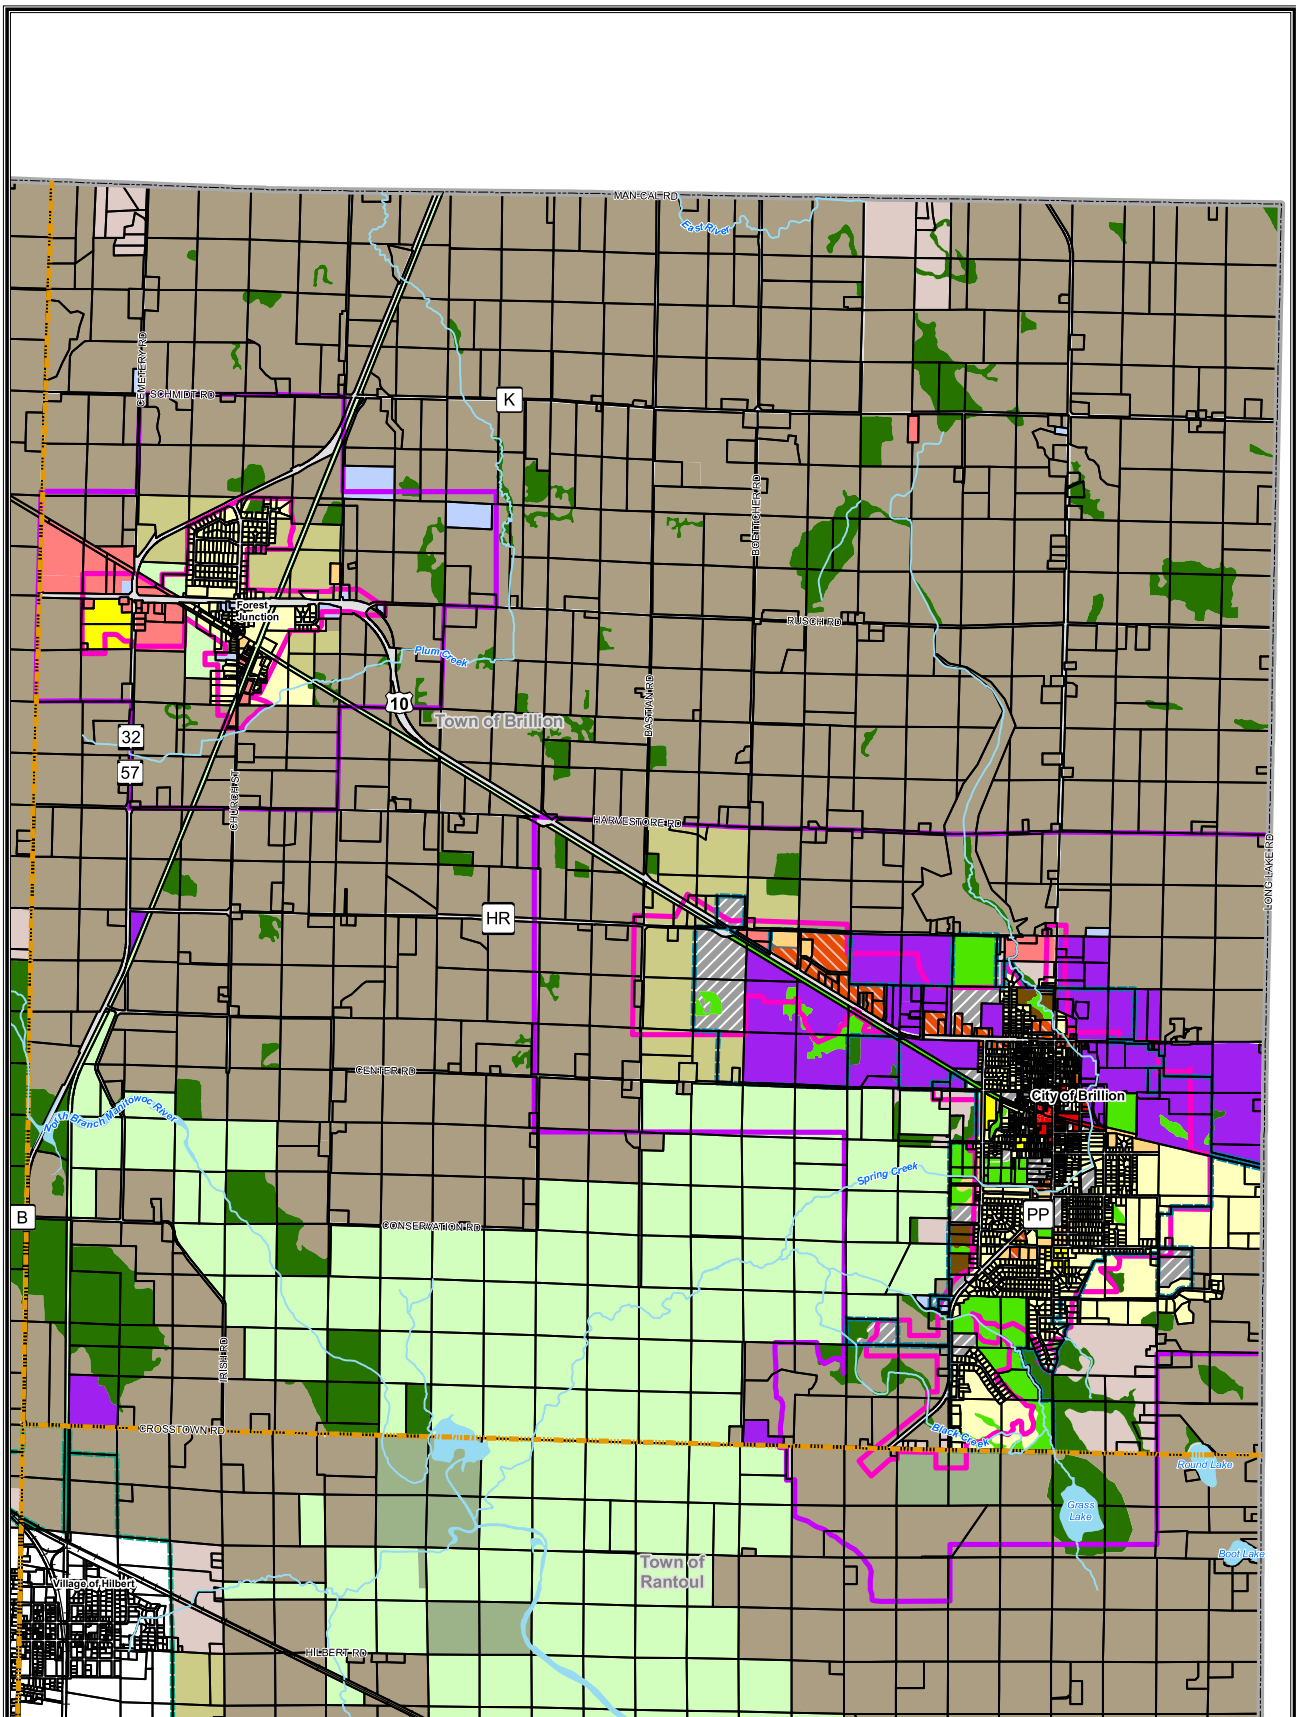 MAN-CAL RD
East River
CEMETERY RD
SCHMIDT RD
K
BOETTCHER RD
Forest
Junction
RUSCH RD
Plum Creek
BASTIAN RD
10
Town of Brillion
32
57
CHURCH ST
HARVESTORE RD
LONG LAKE RD
HR
CENTER RD
City of Brillion
North Branch Manitowoc River
Spring Creek
B
PP
CONSERVATION RD
IRISH RD
CROSSTOWN RD
Black Creek
Round Lake
Grass
Lake
Boot Lake
Town of
Rantoul
Village of Hilbert
HILBERT RD